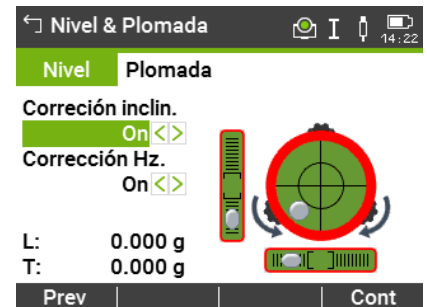 Nivel & Plomada
14:22
Nivel Plomada
Correción inclin.
On
Corrección Hz.
On
L: 0.000 g
T: 0.000 g
Prev Cont